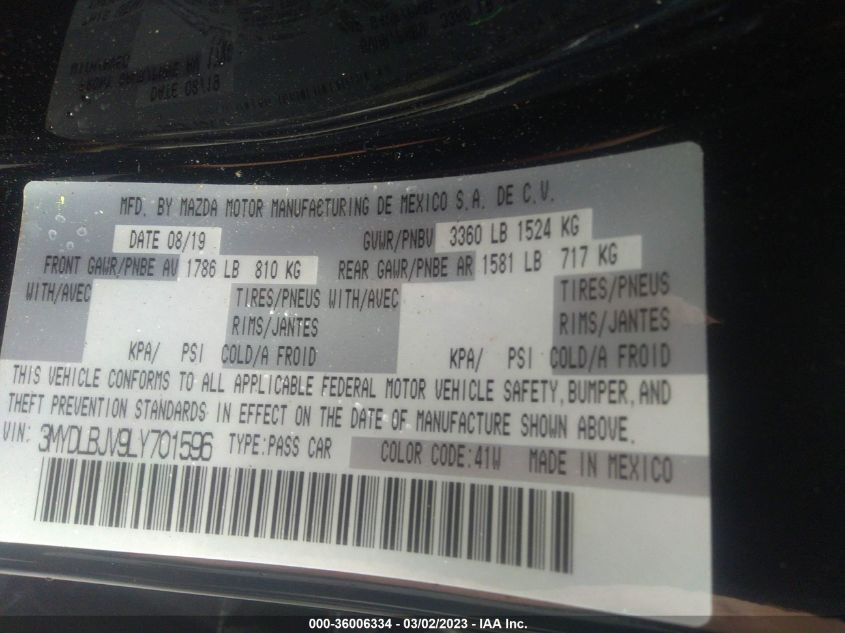 DATE 08/19
MFD. BY MAZDA MOTOR MANUFACTURING DE MEXICO S.A. DE C.V.
DATE 08/19 GVWR/PNBV 3360 LB 1524 KG
FRONT GAWR/PNBE AV 1786 LB 810 KG REAR GAWR/PNBE AR 1581 LB 717 KG
WITH/AVEC TIRES/PNEUS WITH/AVEC TIRES/PNEUS
RIMS/JANTES RIMS/JANTES
KPA/ PSI COLD/A FROID KPA/ PSI COLD/A FROID
THIS VEHICLE CONFORMS TO ALL APPLICABLE FEDERAL MOTOR VEHICLE SAFETY, BUMPER, AND
THEFT PREVENTION STANDARDS IN EFFECT ON THE DATE OF MANUFACTURE SHOWN ABOVE.
VIN: 3MYDLBJV9LY701596 TYPE:PASS CAR COLOR CODE:41W MADE IN MEXICO
000-36006334 - 03/02/2023 - IAA Inc.